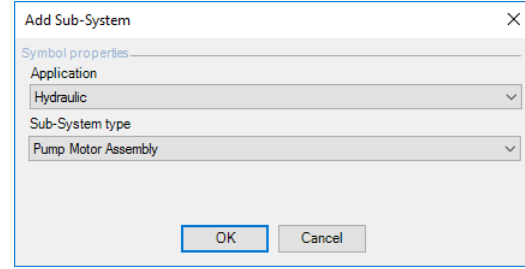 Add Sub-System
Symbol properties
Application
Hydraulic
Sub-System type
Pump Motor Assembly
OK Cancel